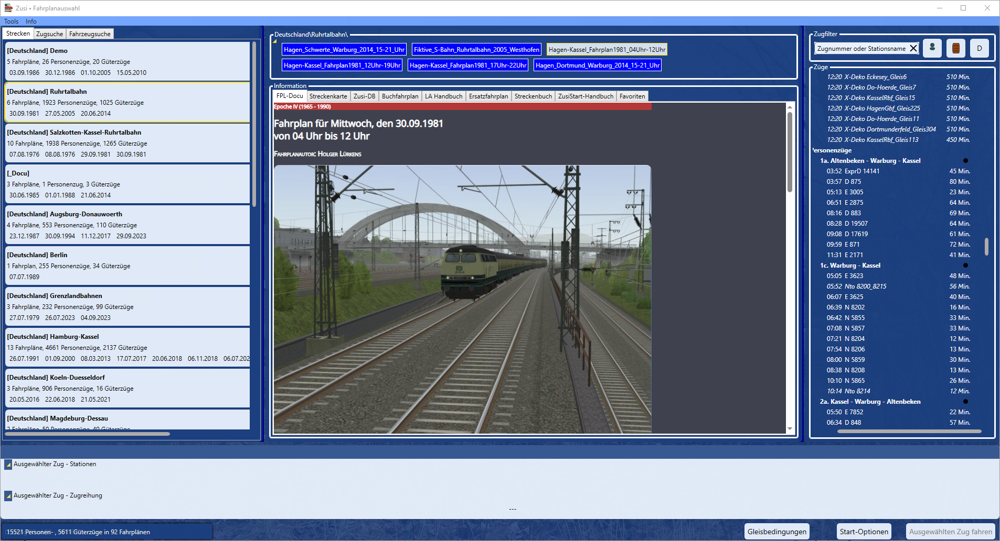 Zusi • Fahrplanauswahl
Tools Info
Strecken Zugsuche Fahrzeugsuche
[Deutschland] Demo
5 Fahrpläne, 26 Personenzüge, 20 Güterzüge
03.09.1986 30.12.1986 01.10.2005 15.05.2010
[Deutschland] Ruhrtalbahn
6 Fahrpläne, 1923 Personenzüge, 1025 Güterzüge
30.09.1981 27.05.2005 20.06.2014
[Deutschland] Salzkotten-Kassel-Ruhrtalbahn
10 Fahrpläne, 1938 Personenzüge, 1265 Güterzüge
07.08.1976 08.08.1976 29.09.1981 30.09.1981
[_Docu]
3 Fahrpläne, 1 Personenzug, 3 Güterzüge
30.06.1985 01.01.1988 21.06.2014
[Deutschland] Augsburg-Donauwoerth
4 Fahrpläne, 553 Personenzüge, 110 Güterzüge
23.12.1987 30.09.1994 11.12.2017 29.09.2023
[Deutschland] Berlin
1 Fahrplan, 255 Personenzüge, 34 Güterzüge
07.07.1989
[Deutschland] Grenzlandbahnen
3 Fahrpläne, 232 Personenzüge, 99 Güterzüge
27.07.1979 26.07.2023 04.09.2023
[Deutschland] Hamburg-Kassel
13 Fahrpläne, 4661 Personenzüge, 2137 Güterzüge
26.07.1991 01.09.2000 08.03.2013 17.07.2017 20.06.2018 06.11.2018 06.07.202
[Deutschland] Koeln-Duesseldorf
3 Fahrpläne, 906 Personenzüge, 16 Güterzüge
20.05.2016 22.06.2018 21.05.2021
[Deutschland] Magdeburg-Dessau
2 Fahrpläne, 50 Personenzüge, 40 Güterzüge
Deutschland\Ruhrtalbahn\
Hagen_Schwerte_Warburg_2014_15-21_Uhr Fiktive_S-Bahn_Ruhrtalbahn_2005_Westhofen Hagen-Kassel_Fahrplan1981_04Uhr-12Uhr
Hagen-Kassel_Fahrplan1981_12Uhr-19Uhr Hagen-Kassel_Fahrplan1981_17Uhr-22Uhr Hagen_Dortmund_Warburg_2014_15-21_Uhr
Information
FPL-Docu Streckenkarte Zusi-DB Buchfahrplan LA Handbuch Ersatzfahrplan Streckenbuch ZusiStart-Handbuch Favoriten
Epoche IV (1965 - 1990)
Fahrplan für Mittwoch, den 30.09.1981
von 04 Uhr bis 12 Uhr
Fahrplanautor: Holger Lürkens
Zugfilter
Zugnummer oder Stationsname D
Züge
12:20 X-Deko Eckesey_Gleis6 510 Min.
12:20 X-Deko Do-Hoerde_Gleis7 510 Min.
12:20 X-Deko KasselRbf_Gleis15 510 Min.
12:20 X-Deko HagenGbf_Gleis225 510 Min.
12:20 X-Deko Do-Hoerde_Gleis11 510 Min.
12:20 X-Deko Dortmunderfeld_Gleis304 510 Min.
12:20 X-Deko KasselRbf_Gleis113 450 Min.
Personenzüge
1a. Altenbeken - Warburg - Kassel
03:52 ExprD 14141 45 Min.
03:57 D 875 80 Min.
05:13 E 3005 23 Min.
06:51 E 2875 64 Min.
08:16 D 883 69 Min.
08:28 D 19507 64 Min.
09:08 D 17619 61 Min.
09:59 E 871 72 Min.
11:31 E 2171 41 Min.
1c. Warburg - Kassel
05:05 E 3623 48 Min.
05:52 Nto 8200_8215 56 Min.
06:07 E 3625 40 Min.
06:39 N 8202 16 Min.
06:42 N 5855 33 Min.
07:08 N 5857 33 Min.
07:21 N 8204 12 Min.
07:54 N 8206 13 Min.
08:00 N 5859 30 Min.
08:38 N 8208 13 Min.
10:10 N 5865 26 Min.
10:14 Nto 8214 12 Min.
2a. Kassel - Warburg - Altenbeken
05:50 E 7852 22 Min.
06:34 D 848 57 Min.
Ausgewählter Zug - Stationen
Ausgewählter Zug - Zugreihung
---
15521 Personen- , 5611 Güterzüge in 92 Fahrplänen
Gleisbedingungen Start-Optionen Ausgewählten Zug fahren